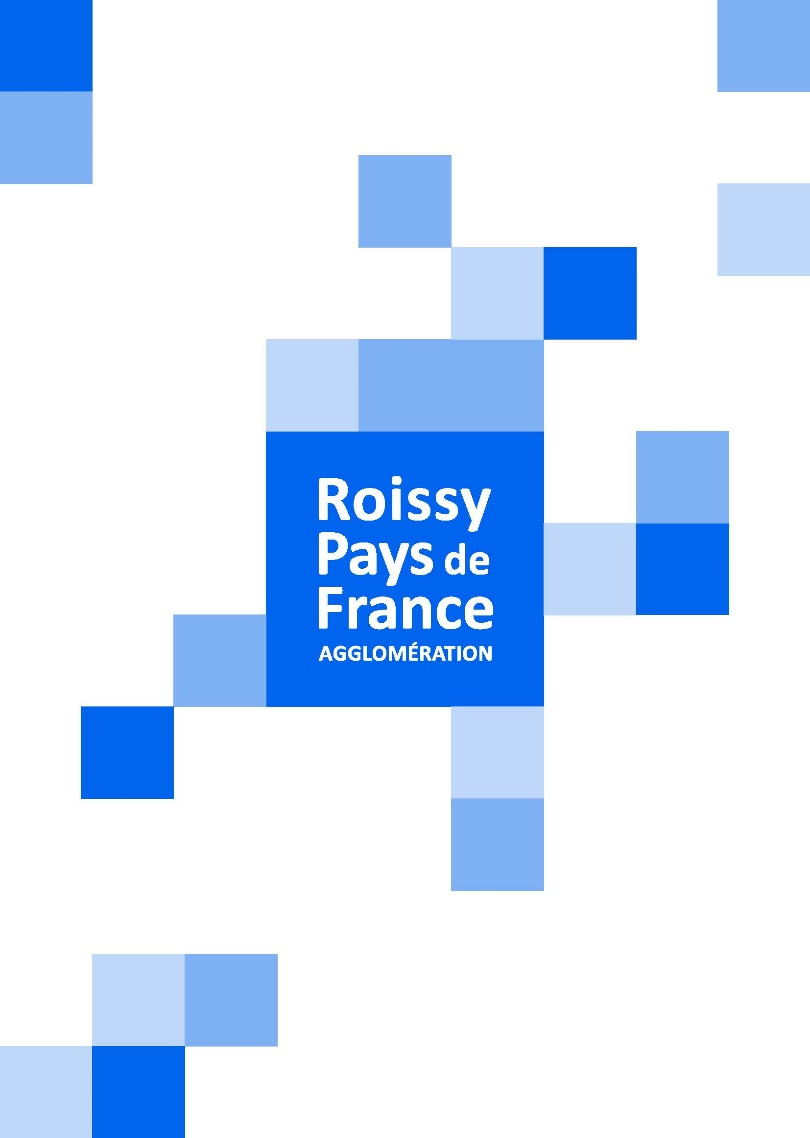 Roissy
Pays de
France
AGGLOMÉRATION